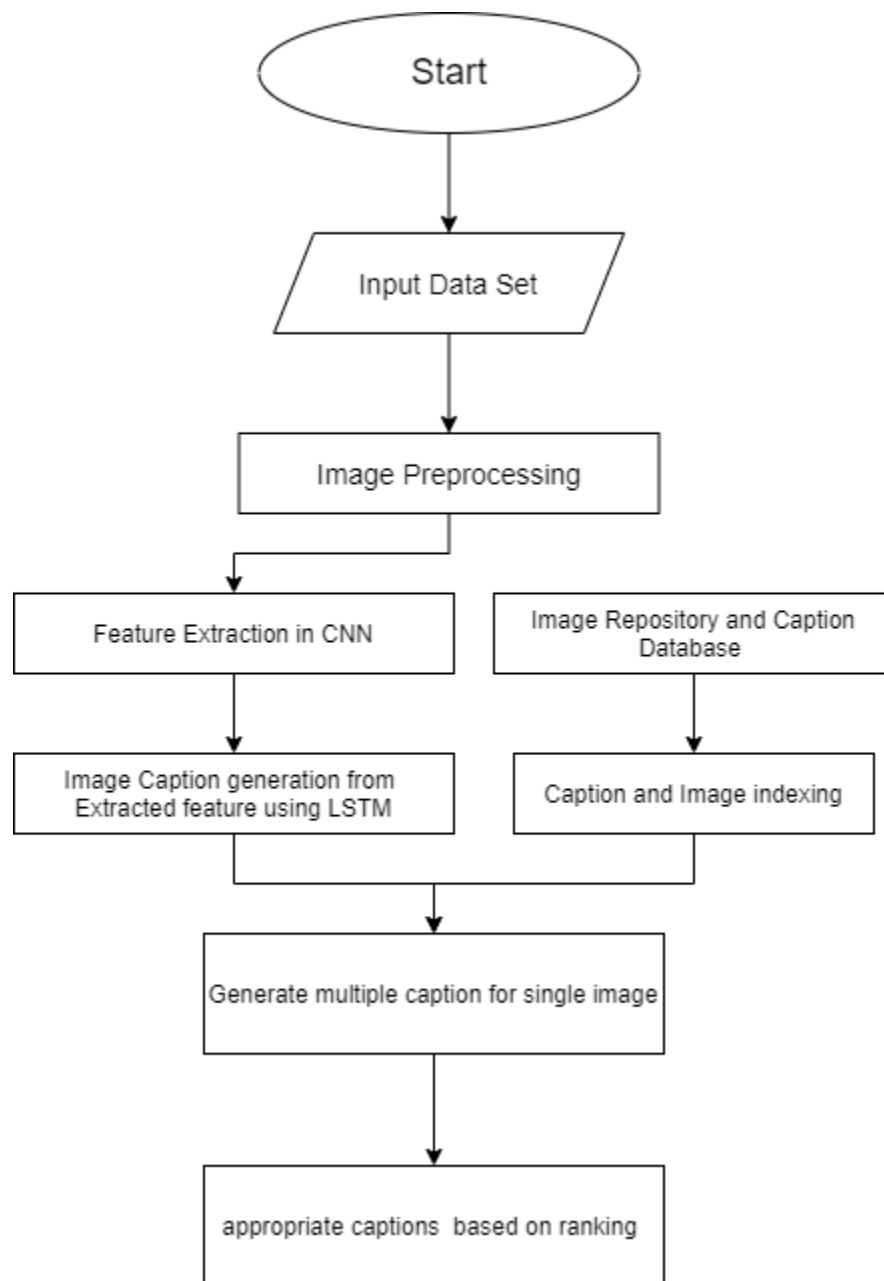 Start
Input Data Set
Image Preprocessing
Feature Extraction in CNN
Image Repository and Caption
Database
Image Caption generation from
Extracted feature using LSTM
Caption and Image indexing
Generate multiple caption for single image
appropriate captions based on ranking